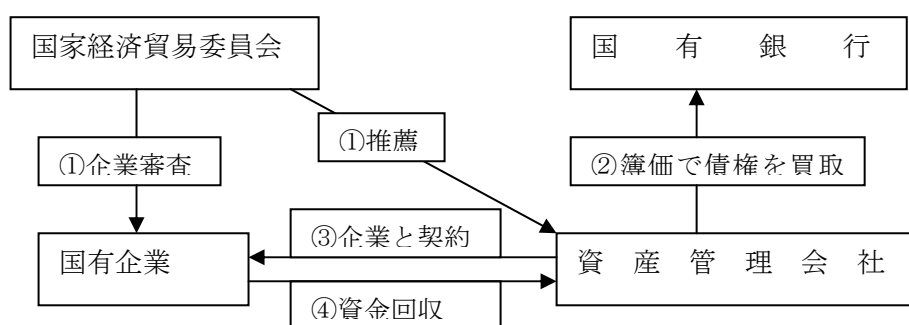 国家経済貿易委員会
国有銀行
①推薦
①企業審査
②簿価で債権を買取
③企業と契約
国有企業
資産管理会社
④資金回収